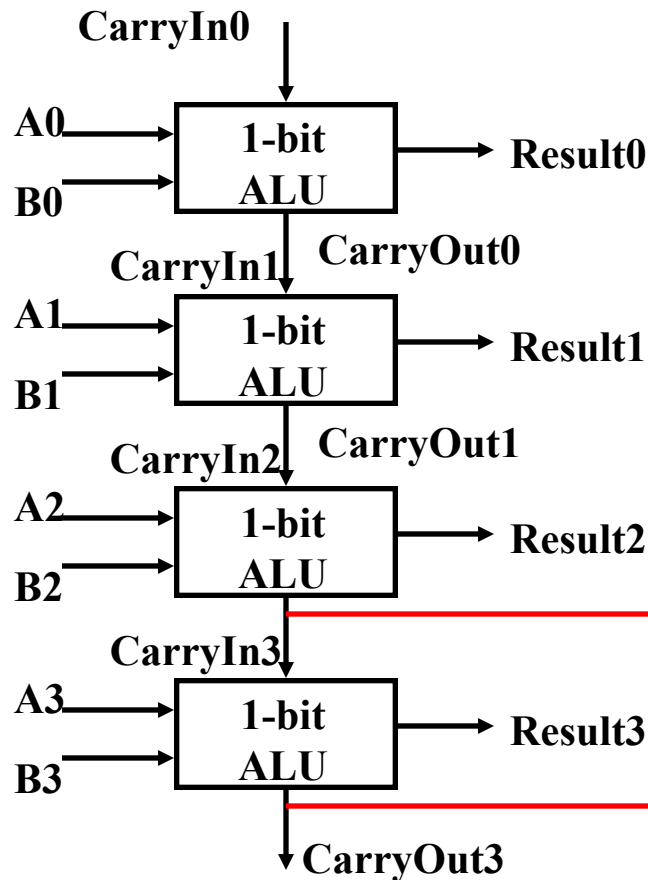 CarryIn0
A0
B0
1-bit
ALU
Result0
CarryIn1
CarryOut0
A1
B1
1-bit
ALU
Result1
CarryIn2
CarryOut1
A2
B2
1-bit
ALU
Result2
CarryIn3
A3
B3
1-bit
ALU
Result3
CarryOut3